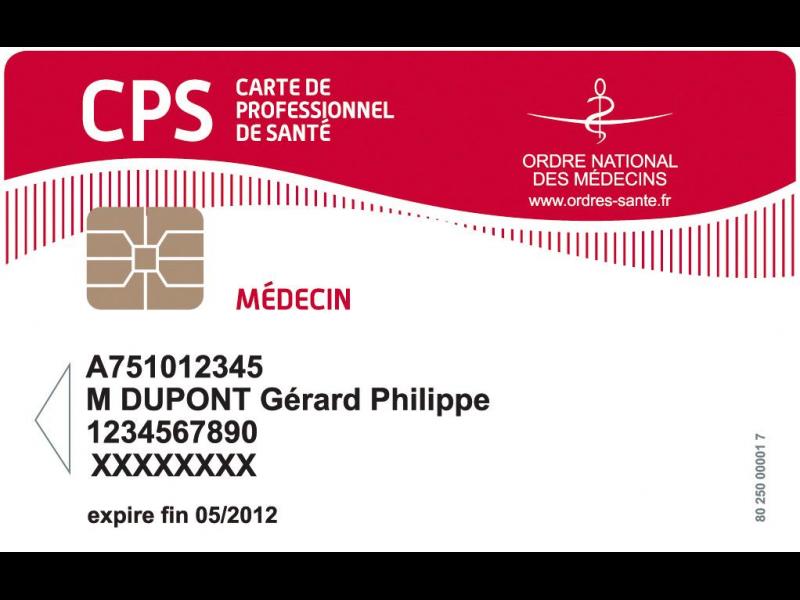 CPS
CARTE DE
PROFESSIONNEL
DE SANTÉ
ORDRE NATIONAL
DES MÉDECINS
www.ordres-sante.fr
MÉDECIN
A751012345
M DUPONT Gérard Philippe
1234567890
XXXXXXXX
expire fin 05/2012
80 250 00001 7